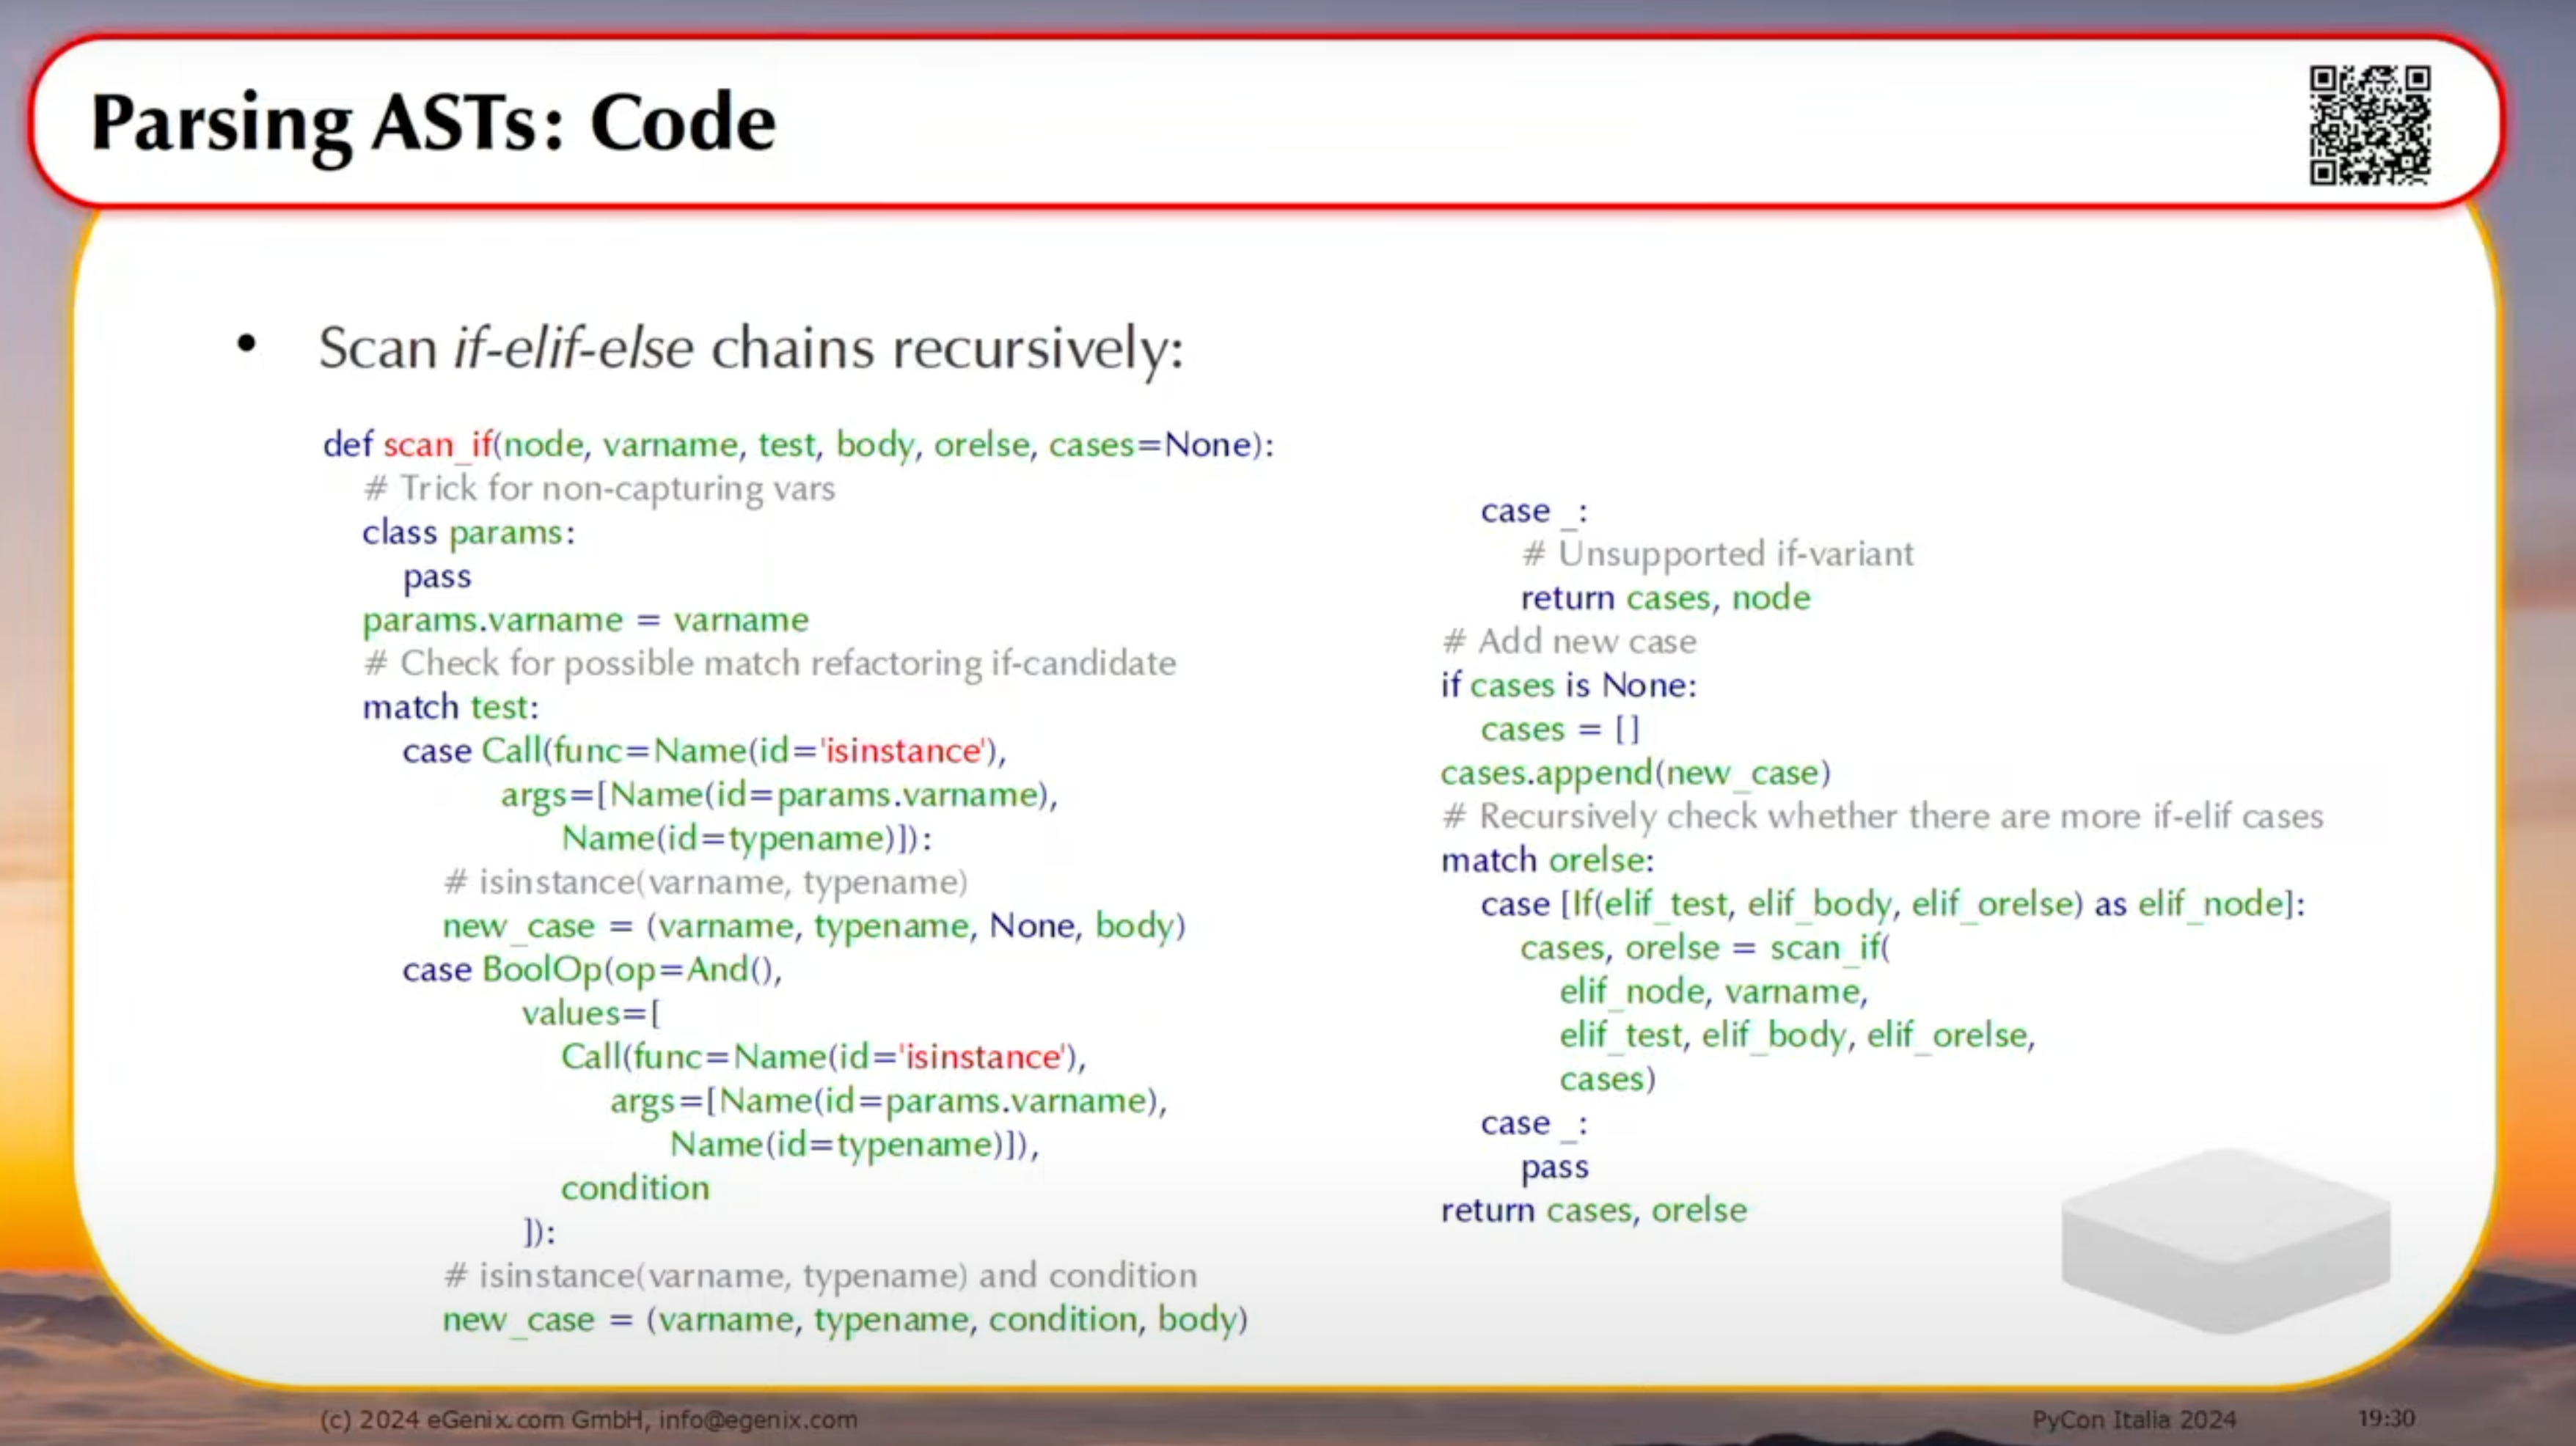 Parsing ASTs: Code
• Scan if-elif-else chains recursively:
def scan_if(node, varname, test, body, orelse, cases=None):
# Trick for non-capturing vars
class params:
pass
params.varname = varname
# Check for possible match refactoring if-candidate
match test:
case Call(func=Name(id='isinstance'),
args=[Name(id=params.varname),
Name(id=typename)]):
# isinstance(varname, typename)
new_case = (varname, typename, None, body)
case BoolOp(op=And(),
values=[
Call(func=Name(id='isinstance'),
args=[Name(id=params.varname),
Name(id=typename)]),
condition
]):
# isinstance(varname, typename) and condition
new_case = (varname, typename, condition, body)
case _:
# Unsupported if-variant
return cases, node
# Add new case
if cases is None:
cases = []
cases.append(new_case)
# Recursively check whether there are more if-elif cases
match orelse:
case [If(elif_test, elif_body, elif_orelse) as elif_node]:
cases, orelse = scan_if(
elif_node, varname,
elif_test, elif_body, elif_orelse,
cases)
case _:
pass
return cases, orelse
(c) 2024 eGenix.com GmbH, info@egenix.com
PyCon Italia 2024
19:30